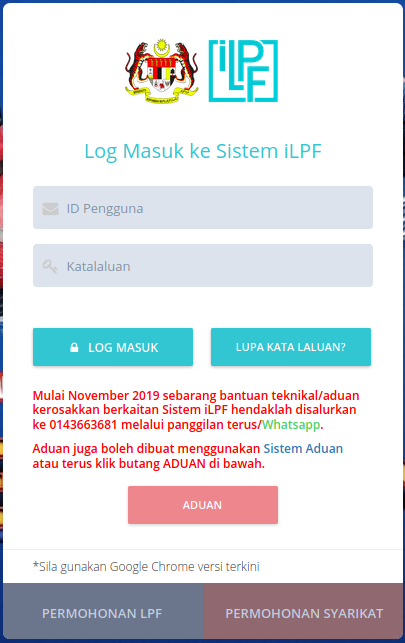 iLPF
Log Masuk ke Sistem iLPF
ID Pengguna
Katalaluan
LOG MASUK
LUPA KATA LALUAN?
Mulai November 2019 sebarang bantuan teknikal/aduan
kerosakkan berkaitan Sistem iLPF hendaklah disalurkan
ke 0143663681 melalui panggilan terus/Whatsapp.
Aduan juga boleh dibuat menggunakan Sistem Aduan
atau terus klik butang ADUAN di bawah.
ADUAN
*Sila gunakan Google Chrome versi terkini
PERMOHONAN LPF
PERMOHONAN SYARIKAT